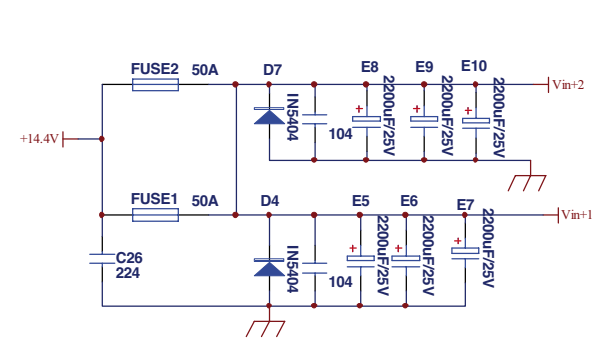 FUSE2 50A D7 E8 E9 E10
Vin+2
IN5404
104
+
2200uF/25V
+
2200uF/25V
+
2200uF/25V
+14.4V
FUSE1 50A D4 E5 E6 E7
Vin+1
C26
224
IN5404
104
+
2200uF/25V
+
2200uF/25V
+
2200uF/25V